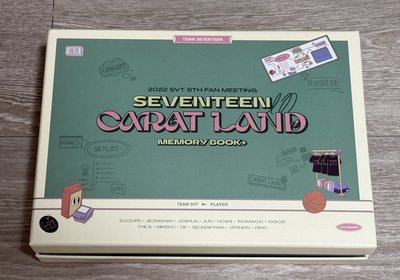 TEAM SEVENTEEN
2022 SVT 6TH FAN MEETING
SEVENTEEN
CARAT LAND
MEMORY BOOK
SETLIST
CARAT LAND
TEAM SVT
PLAYER
S.COUPS • JEONGHAN • JOSHUA • JUN • HOSHI • WONWOO • WOOZI
THE 8 • MINGYU • DK • SEUNGKWAN • VERNON • DINO